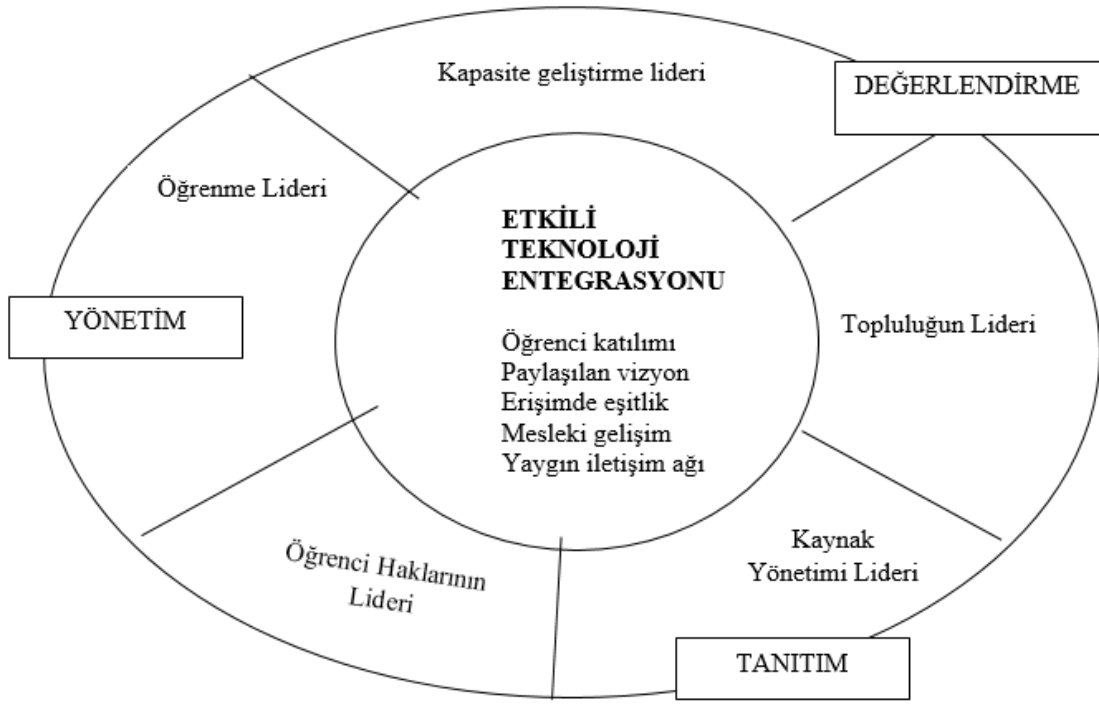 Kapasite geliştirme lideri
DEĞERLENDİRME
Öğrenme Lideri
ETKİLİ
TEKNOLOJİ
ENTEGRASYONU
YÖNETİM
Topluluğun Lideri
Öğrenci katılımı
Paylaşılan vizyon
Erişimde eşitlik
Mesleki gelişim
Yaygın iletişim ağı
Öğrenci Haklarının
Lideri
Kaynak
Yönetimi Lideri
TANITIM